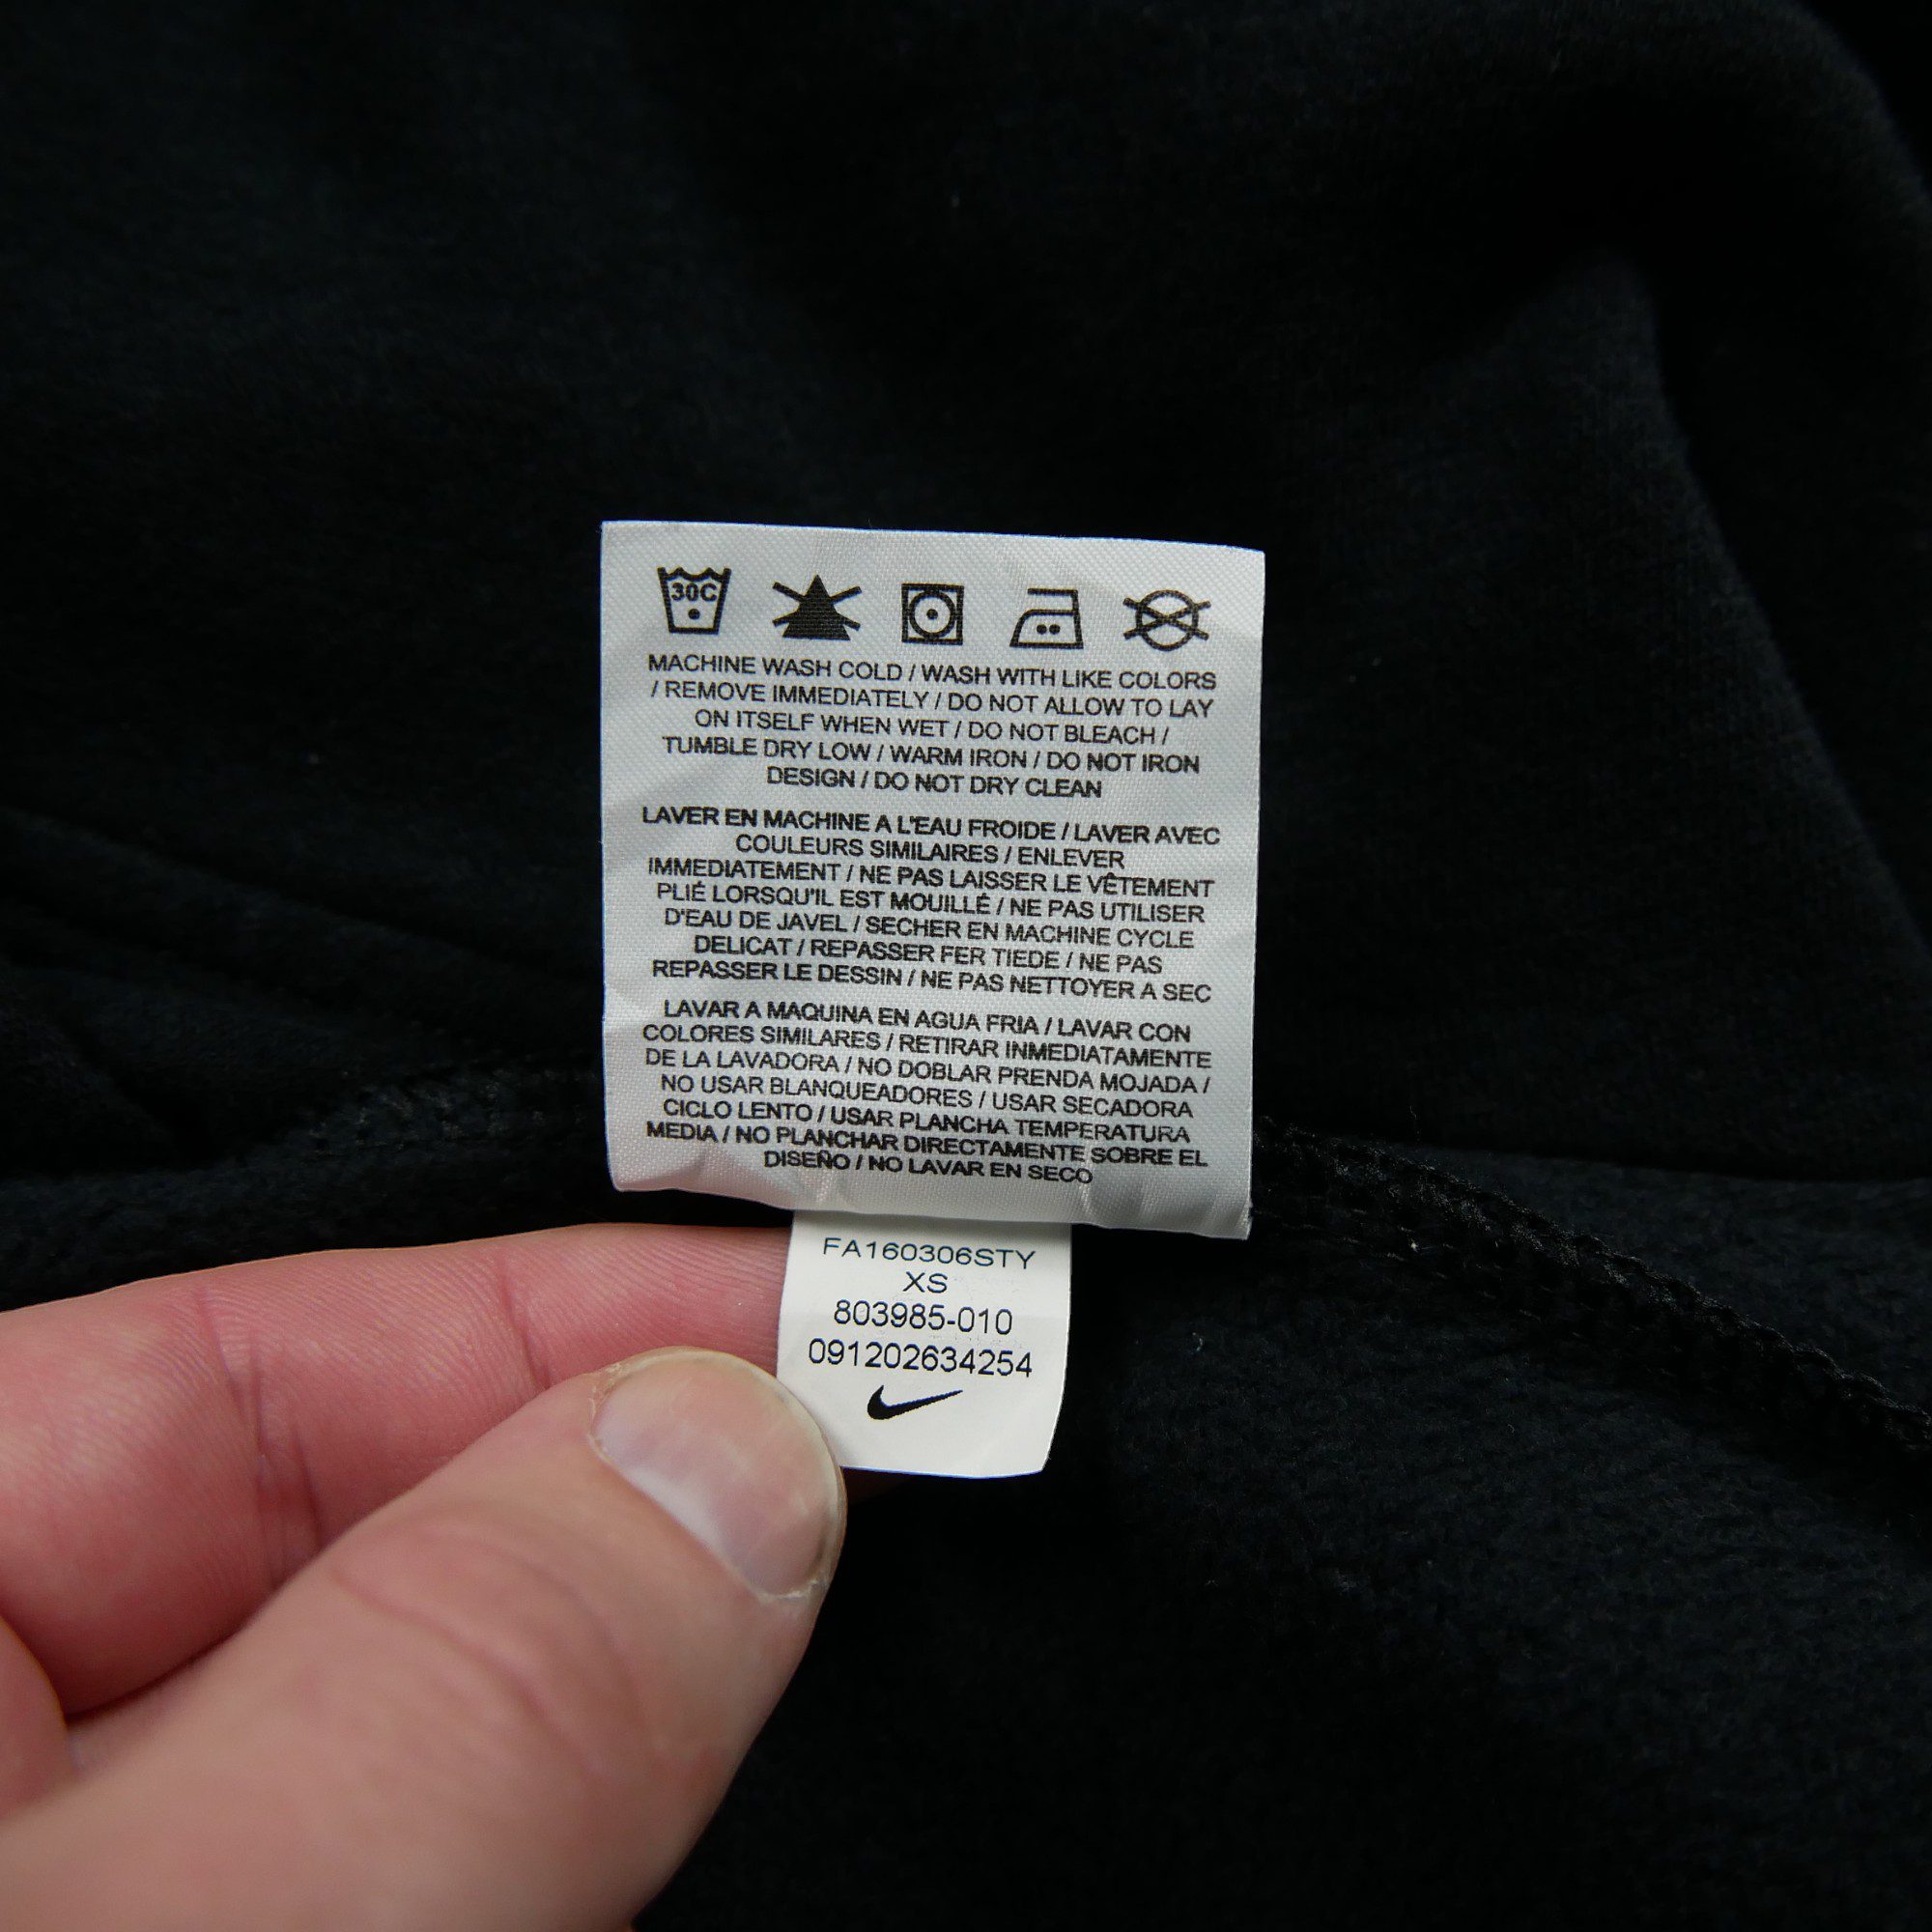 30C
MACHINE WASH COLD / WASH WITH LIKE COLORS
/ REMOVE IMMEDIATELY / DO NOT ALLOW TO LAY
ON ITSELF WHEN WET / DO NOT BLEACH /
TUMBLE DRY LOW / WARM IRON / DO NOT IRON
DESIGN / DO NOT DRY CLEAN
LAVER EN MACHINE A L'EAU FROIDE / LAVER AVEC
COULEURS SIMILAIRES / ENLEVER
IMMEDIATEMENT / NE PAS LAISSER LE VÊTEMENT
PLIÉ LORSQU'IL EST MOUILLÉ / NE PAS UTILISER
D'EAU DE JAVEL / SECHER EN MACHINE CYCLE
DELICAT / REPASSER FER TIEDE / NE PAS
REPASSER LE DESSIN / NE PAS NETTOYER A SEC
LAVAR A MAQUINA EN AGUA FRIA / LAVAR CON
COLORES SIMILARES / RETIRAR INMEDIATAMENTE
DE LA LAVADORA / NO DOBLAR PRENDA MOJADA /
NO USAR BLANQUEADORES / USAR SECADORA
CICLO LENTO / USAR PLANCHA TEMPERATURA
MEDIA / NO PLANCHAR DIRECTAMENTE SOBRE EL
DISEÑO / NO LAVAR EN SECO
FA160306STY
XS
803985-010
091202634254